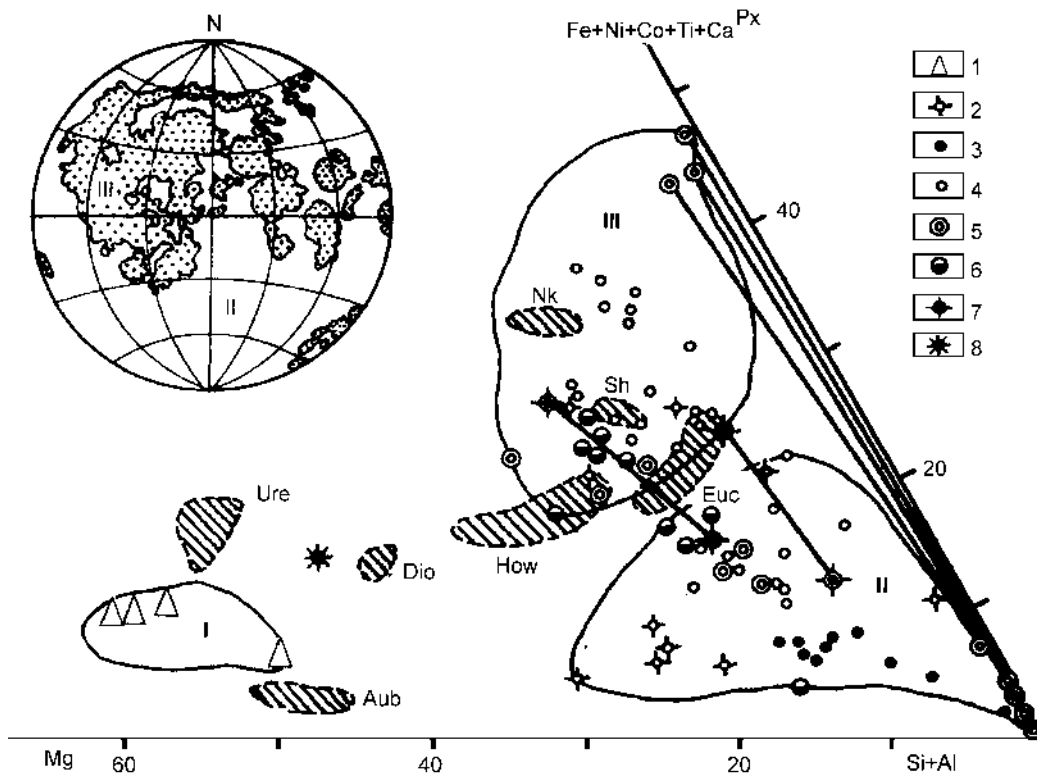 N
Fe+Ni+Co+Ti+Ca^Px
1
2
3
4
5
6
7
8
III
II
III
40
Nk
Sh
20
Ure
Euc
Dio
How
II
I
Aub
Mg
60
40
20
Si+Al